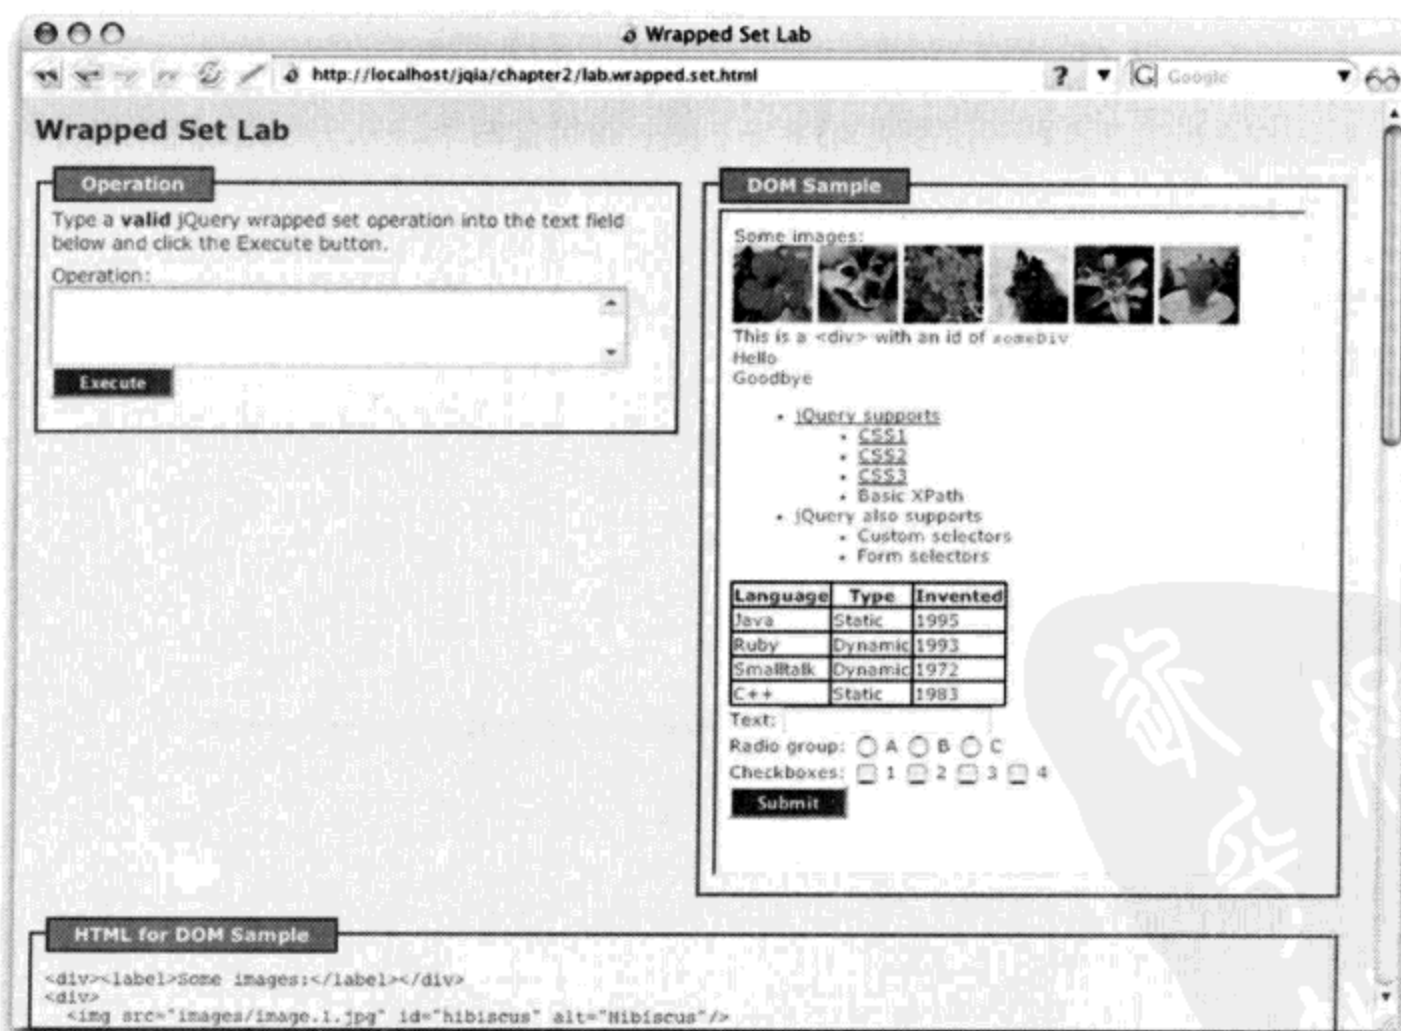 Wrapped Set Lab
http://localhost/jqia/chapter2/lab.wrapped.set.html
?
G Google
Wrapped Set Lab
Operation
Type a valid jQuery wrapped set operation into the text field
below and click the Execute button.
Operation:
Execute
DOM Sample
Some images:
This is a <div> with an id of someDiv
Hello
Goodbye
jQuery supports
CSS1
CSS2
CSS3
Basic XPath
jQuery also supports
Custom selectors
Form selectors
Language Type Invented
Java Static 1995
Ruby Dynamic 1993
Smalltalk Dynamic 1972
C++ Static 1983
Text:
Radio group: A B C
Checkboxes: 1 2 3 4
Submit
HTML for DOM Sample
<div><label>Some images:</label></div>
<div>
<img src="images/image.1.jpg" id="hibiscus" alt="Hibiscus"/>